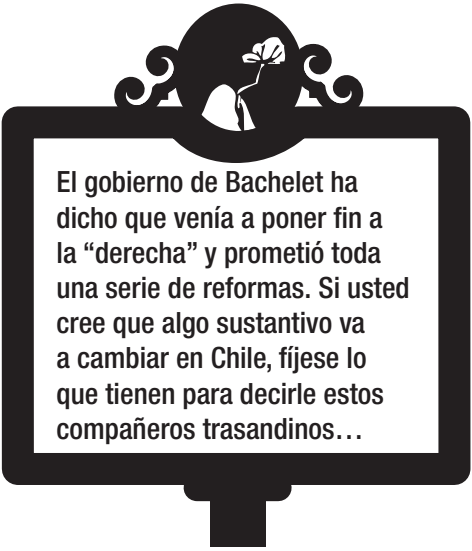 El gobierno de Bachelet ha
dicho que venía a poner fin a
la “derecha” y prometió toda
una serie de reformas. Si usted
cree que algo sustantivo va
a cambiar en Chile, fíjese lo
que tienen para decirle estos
compañeros trasandinos…